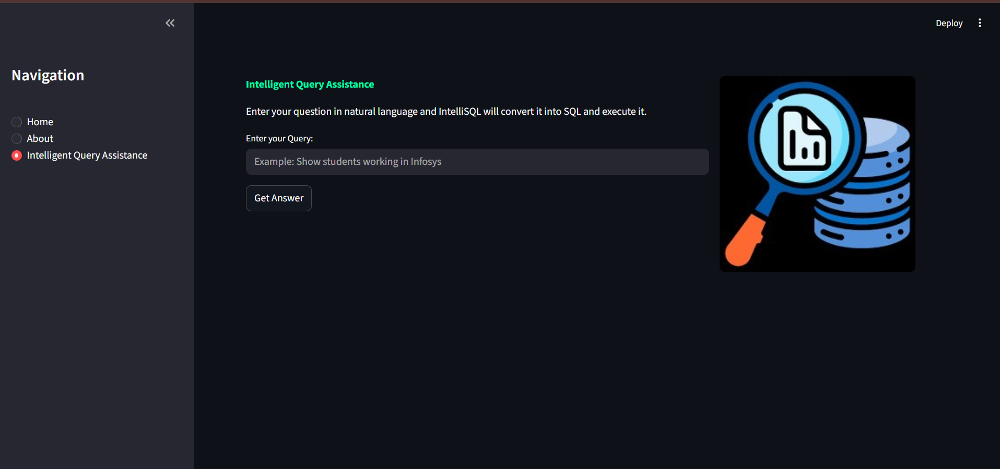 Deploy
Navigation
Home
About
Intelligent Query Assistance
Intelligent Query Assistance
Enter your question in natural language and IntelliSQL will convert it into SQL and execute it.
Enter your Query:
Example: Show students working in Infosys
Get Answer